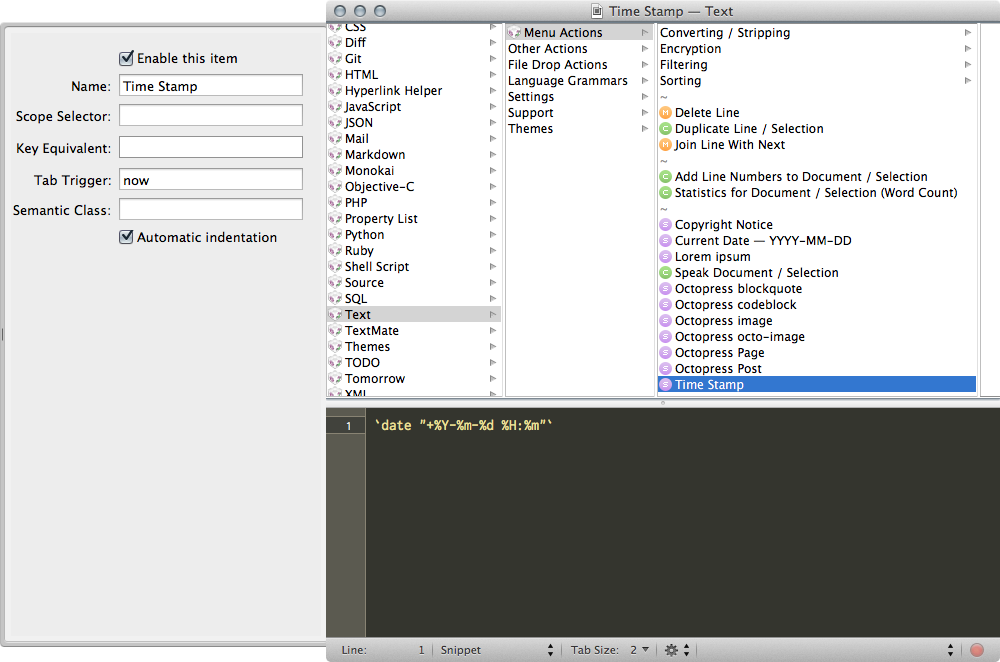 Time Stamp — Text
Enable this item
Name: Time Stamp
Scope Selector:
Key Equivalent:
Tab Trigger: now
Semantic Class:
Automatic indentation
CSS
Diff
Git
HTML
Hyperlink Helper
JavaScript
JSON
Mail
Markdown
Monokai
Objective-C
PHP
Property List
Python
Ruby
Shell Script
Source
SQL
Text
TextMate
Themes
TODO
Tomorrow
XML
Menu Actions
Other Actions
File Drop Actions
Language Grammars
Settings
Support
Themes
Converting / Stripping
Encryption
Filtering
Sorting
~
M Delete Line
C Duplicate Line / Selection
M Join Line With Next
~
C Add Line Numbers to Document / Selection
C Statistics for Document / Selection (Word Count)
~
S Copyright Notice
S Current Date — YYYY-MM-DD
S Lorem ipsum
C Speak Document / Selection
S Octopress blockquote
S Octopress codeblock
S Octopress image
S Octopress octo-image
S Octopress Page
S Octopress Post
S Time Stamp
1 `date "+%Y-%m-%d %H:%m"`
Line: 1 Snippet Tab Size: 2